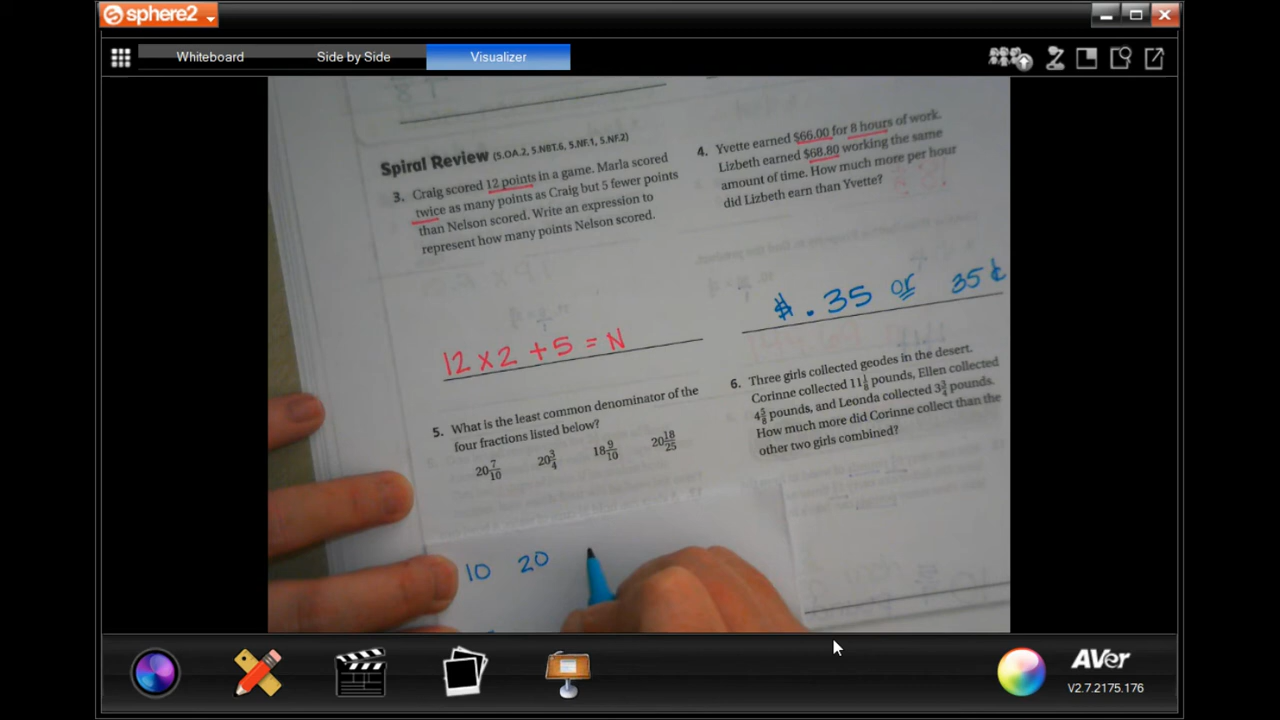 sphere2
Whiteboard Side by Side Visualizer
Spiral Review (5.OA.2, 5.NBT.6, 5.NF.1, 5.NF.2)
3. Craig scored 12 points in a game. Marla scored
twice as many points as Craig but 5 fewer points
than Nelson scored. Write an expression to
represent how many points Nelson scored.
12 x 2 + 5 = N
4. Yvette earned $66.00 for 8 hours of work.
Lizbeth earned $68.80 working the same
amount of time. How much more per hour
did Lizbeth earn than Yvette?
$.35 or 35¢
5. What is the least common denominator of the
four fractions listed below?
20 7/10 20 3/4 18 9/10 20 18/25
10 20
6. Three girls collected geodes in the desert.
Corinne collected 11 1/8 pounds, Ellen collected
4 5/8 pounds, and Leonda collected 3 3/4 pounds.
How much more did Corinne collect than the
other two girls combined?
AVer
V2.7.2175.176